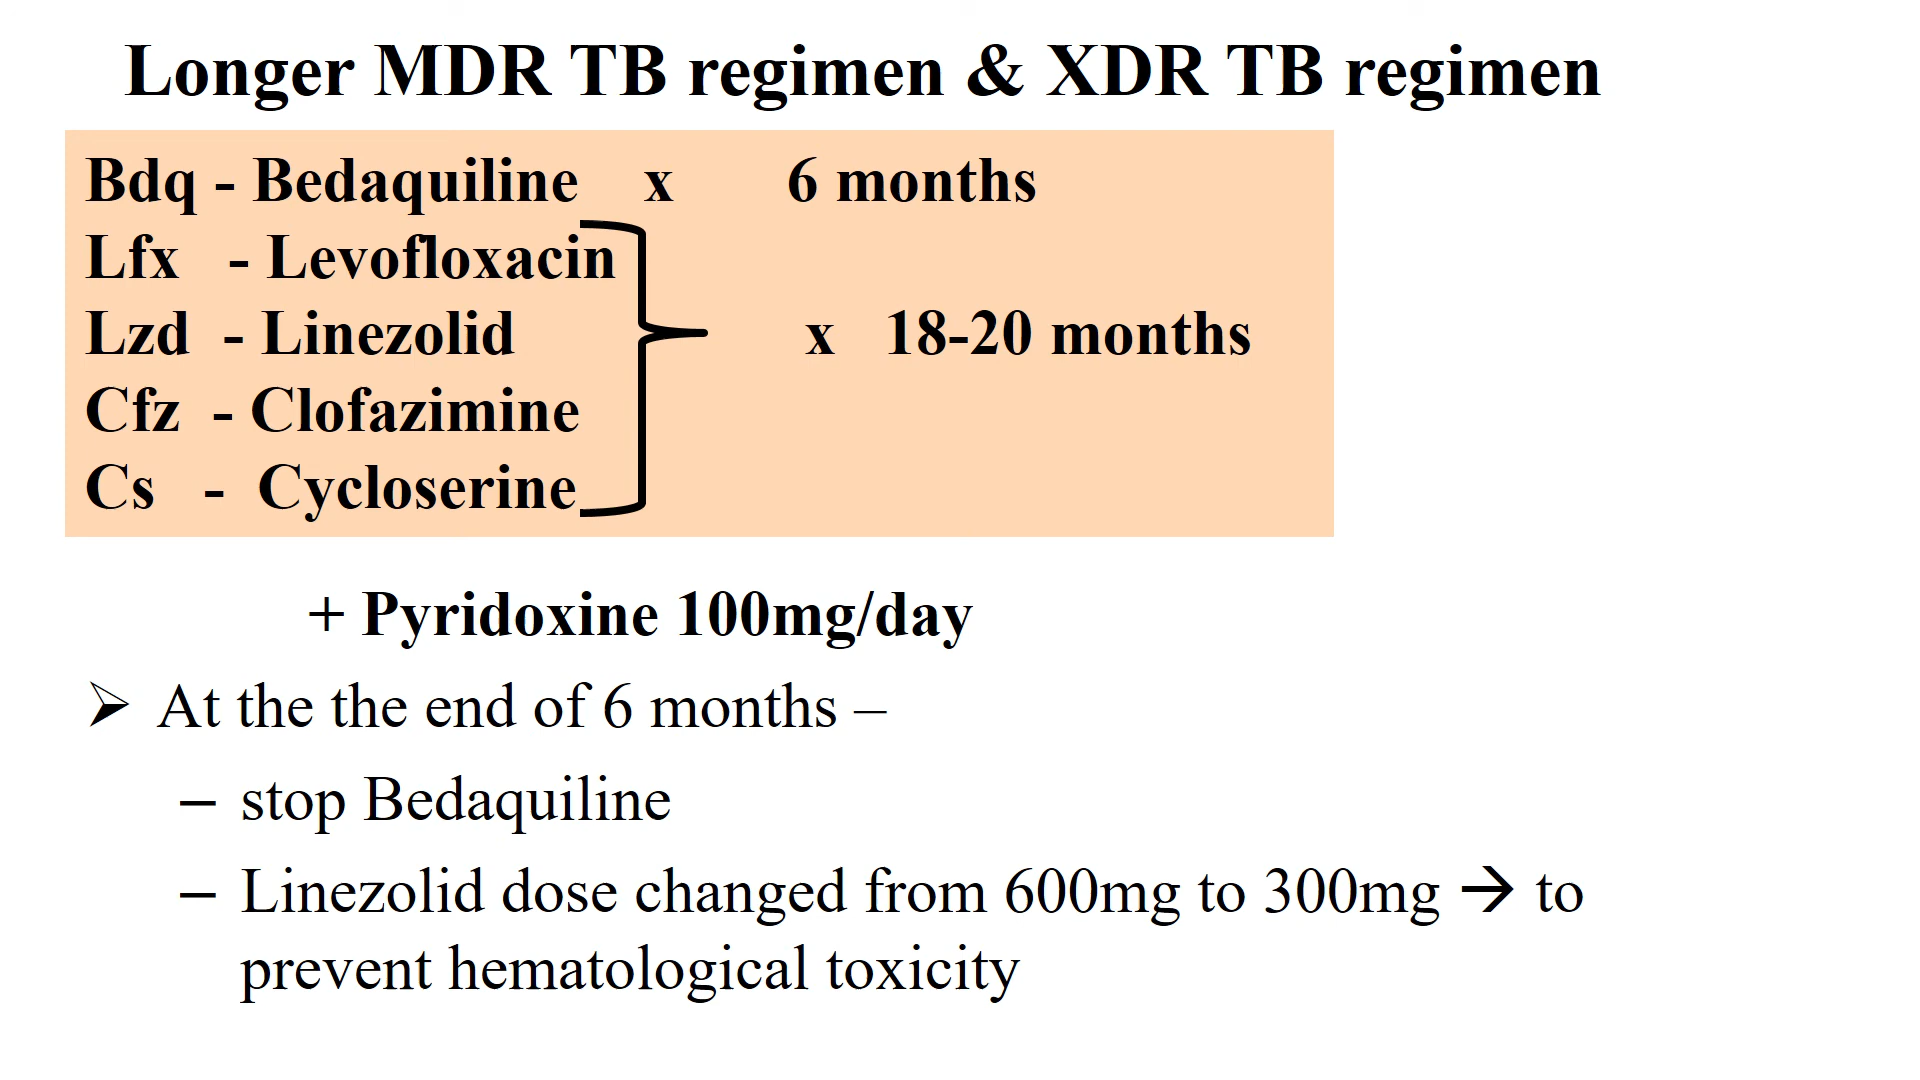 Longer MDR TB regimen & XDR TB regimen
Bdq - Bedaquiline x 6 months
Lfx - Levofloxacin
Lzd - Linezolid x 18-20 months
Cfz - Clofazimine
Cs - Cycloserine
+ Pyridoxine 100mg/day
➢ At the the end of 6 months –
– stop Bedaquiline
– Linezolid dose changed from 600mg to 300mg → to
prevent hematological toxicity